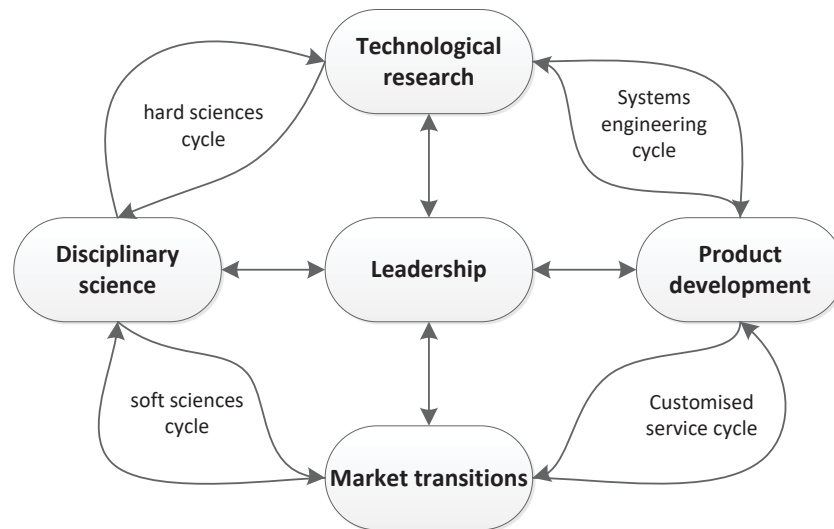 Technological
research
hard sciences
cycle
Systems
engineering
cycle
Disciplinary
science
Leadership
Product
development
soft sciences
cycle
Customised
service cycle
Market transitions